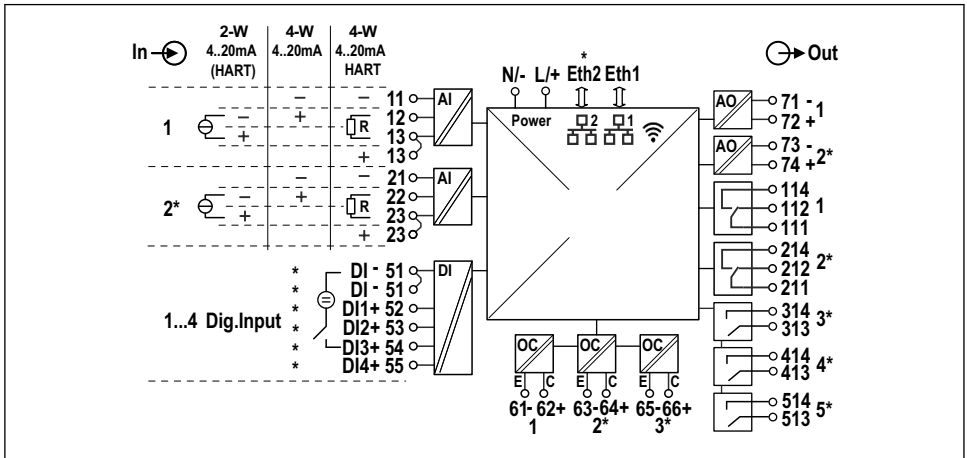 In
2-W 4..20mA (HART)
4-W 4..20mA
4-W 4..20mA HART
1
- +
- +
- R +
11
12
13
13
AI
2*
- +
- +
- R +
21
22
23
23
AI
1...4 Dig.Input
* DI - 51
DI - 51
* DI1+ 52
* DI2+ 53
* DI3+ 54
* DI4+ 55
DI
N/- L/+ Eth2* Eth1
Power
2 1
OC OC OC
E C E C E C
61- 62+ 63-64+ 65-66+
1 2* 3*
Out
AO 71 - 1
72 +
AO 73 - 2*
74 +
114
112 1
111
214
212 2*
211
314 3*
313
414 4*
413
514 5*
513